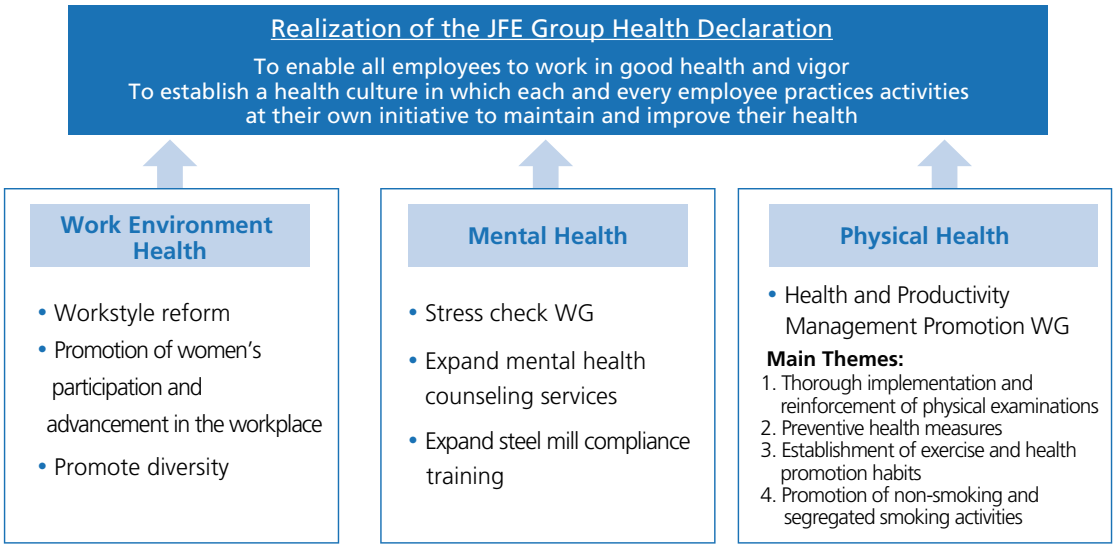 Realization of the JFE Group Health Declaration
To enable all employees to work in good health and vigor
To establish a health culture in which each and every employee practices activities
at their own initiative to maintain and improve their health
Work Environment
Health
• Workstyle reform
• Promotion of women's
participation and
advancement in the workplace
• Promote diversity
Mental Health
• Stress check WG
• Expand mental health
counseling services
• Expand steel mill compliance
training
Physical Health
• Health and Productivity
Management Promotion WG
Main Themes:
1. Thorough implementation and
reinforcement of physical examinations
2. Preventive health measures
3. Establishment of exercise and health
promotion habits
4. Promotion of non-smoking and
segregated smoking activities